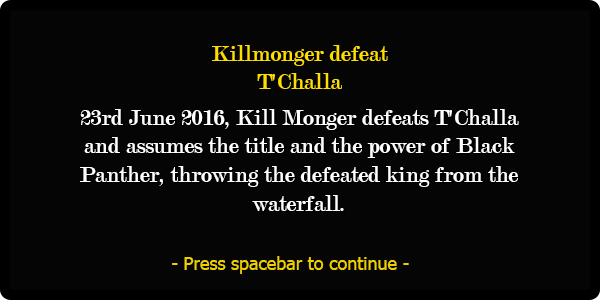 Killmonger defeat
T'Challa
23rd June 2016, Kill Monger defeats T'Challa
and assumes the title and the power of Black
Panther, throwing the defeated king from the
waterfall.
- Press spacebar to continue -